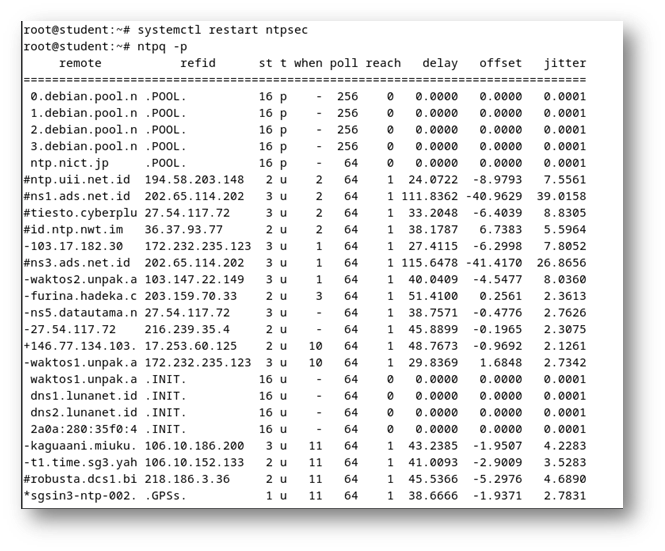 root@student:~# systemctl restart ntpsec
root@student:~# ntpq -p
remote refid st t when poll reach delay offset jitter
===============================================================================
0.debian.pool.n .POOL. 16 p - 256 0 0.0000 0.0000 0.0001
1.debian.pool.n .POOL. 16 p - 256 0 0.0000 0.0000 0.0001
2.debian.pool.n .POOL. 16 p - 256 0 0.0000 0.0000 0.0001
3.debian.pool.n .POOL. 16 p - 256 0 0.0000 0.0000 0.0001
ntp.nict.jp .POOL. 16 p - 64 0 0.0000 0.0000 0.0001
#ntp.uii.net.id 194.58.203.148 2 u 2 64 1 24.0722 -8.9793 7.5561
#ns1.ads.net.id 202.65.114.202 3 u 2 64 1 111.8362 -40.9629 39.0158
#tiesto.cyberplu 27.54.117.72 3 u 2 64 1 33.2048 -6.4039 8.8305
#id.ntp.nwt.im 36.37.93.77 2 u 2 64 1 38.1787 6.7383 5.5964
-103.17.182.30 172.232.235.123 3 u 1 64 1 27.4115 -6.2998 7.8052
#ns3.ads.net.id 202.65.114.202 3 u 1 64 1 115.6478 -41.4170 26.8656
-waktos2.unpak.a 103.147.22.149 3 u 1 64 1 40.0409 -4.5477 8.0360
-furina.hadeka.c 203.159.70.33 2 u 3 64 1 51.4100 0.2561 2.3613
-ns5.datautama.n 27.54.117.72 3 u - 64 1 38.7571 -0.4776 2.7626
-27.54.117.72 216.239.35.4 2 u - 64 1 45.8899 -0.1965 2.3075
+146.77.134.103. 17.253.60.125 2 u 10 64 1 48.7673 -0.9692 2.1261
-waktos1.unpak.a 172.232.235.123 3 u 10 64 1 29.8369 1.6848 2.7342
waktos1.unpak.a .INIT. 16 u - 64 0 0.0000 0.0000 0.0001
dns1.lunanet.id .INIT. 16 u - 64 0 0.0000 0.0000 0.0001
dns2.lunanet.id .INIT. 16 u - 64 0 0.0000 0.0000 0.0001
2a0a:280:35f0:4 .INIT. 16 u - 64 0 0.0000 0.0000 0.0001
-kaguaani.miuku. 106.10.186.200 3 u 11 64 1 43.2385 -1.9507 4.2283
-t1.time.sg3.yah 106.10.152.133 2 u 11 64 1 41.0093 -2.9009 3.5283
#robusta.dcs1.bi 218.186.3.36 2 u 11 64 1 45.5366 -5.2976 4.6890
*sgsin3-ntp-002. .GPSs. 1 u 11 64 1 38.6666 -1.9371 2.7831